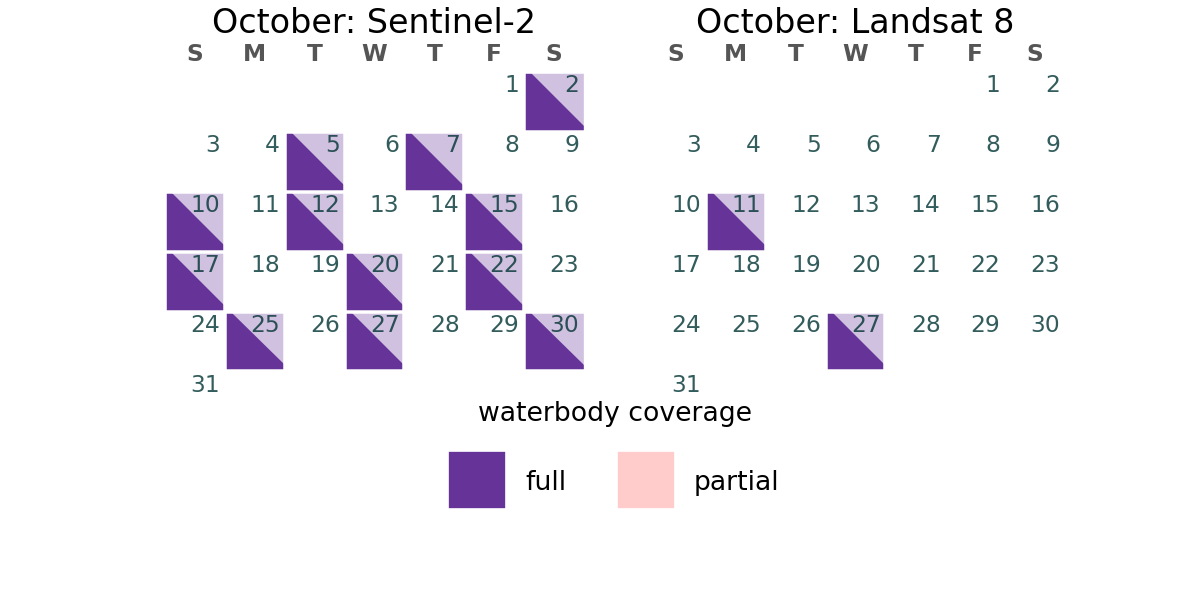 October: Sentinel-2
S M T W T F S
1 2
3 4 5 6 7 8 9
10 11 12 13 14 15 16
17 18 19 20 21 22 23
24 25 26 27 28 29 30
31
October: Landsat 8
S M T W T F S
1 2
3 4 5 6 7 8 9
10 11 12 13 14 15 16
17 18 19 20 21 22 23
24 25 26 27 28 29 30
31
waterbody coverage
full partial